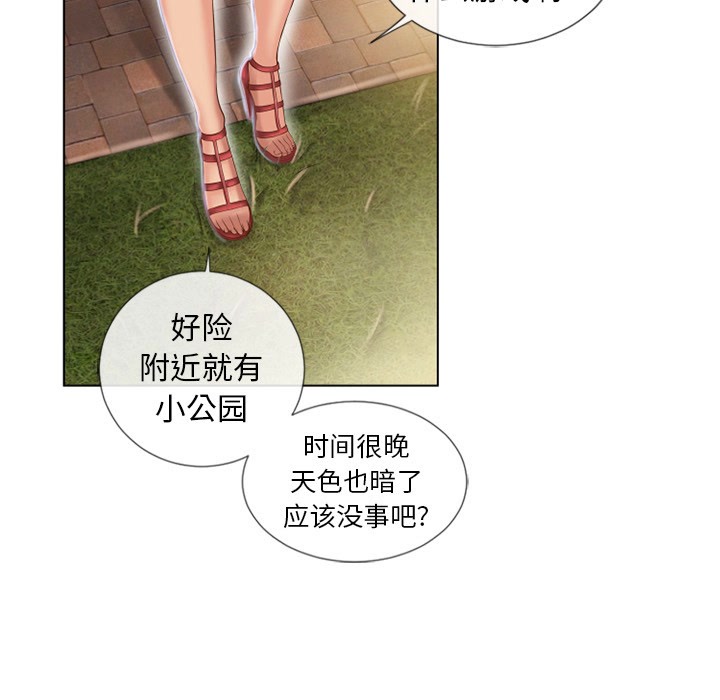 好险
附近就有
小公园
时间很晚
天色也暗了
应该没事吧?